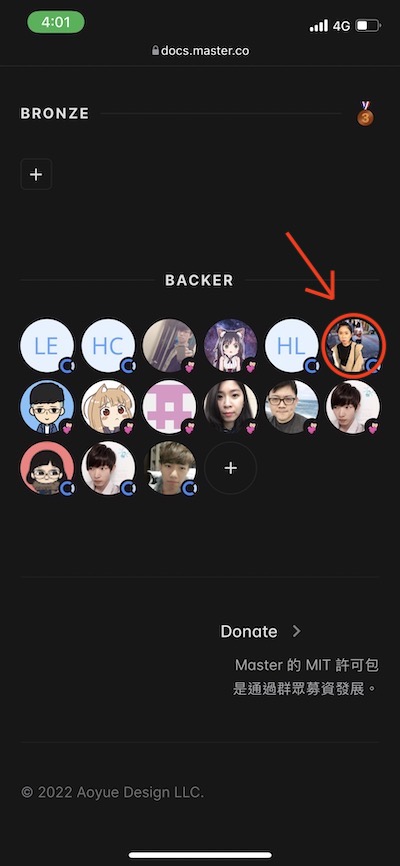 4:01
4G
docs.master.co
BRONZE
3
BACKER
LE
HC
HL
Donate
Master 的 MIT 許可包
是通過群眾募資發展。
© 2022 Aoyue Design LLC.